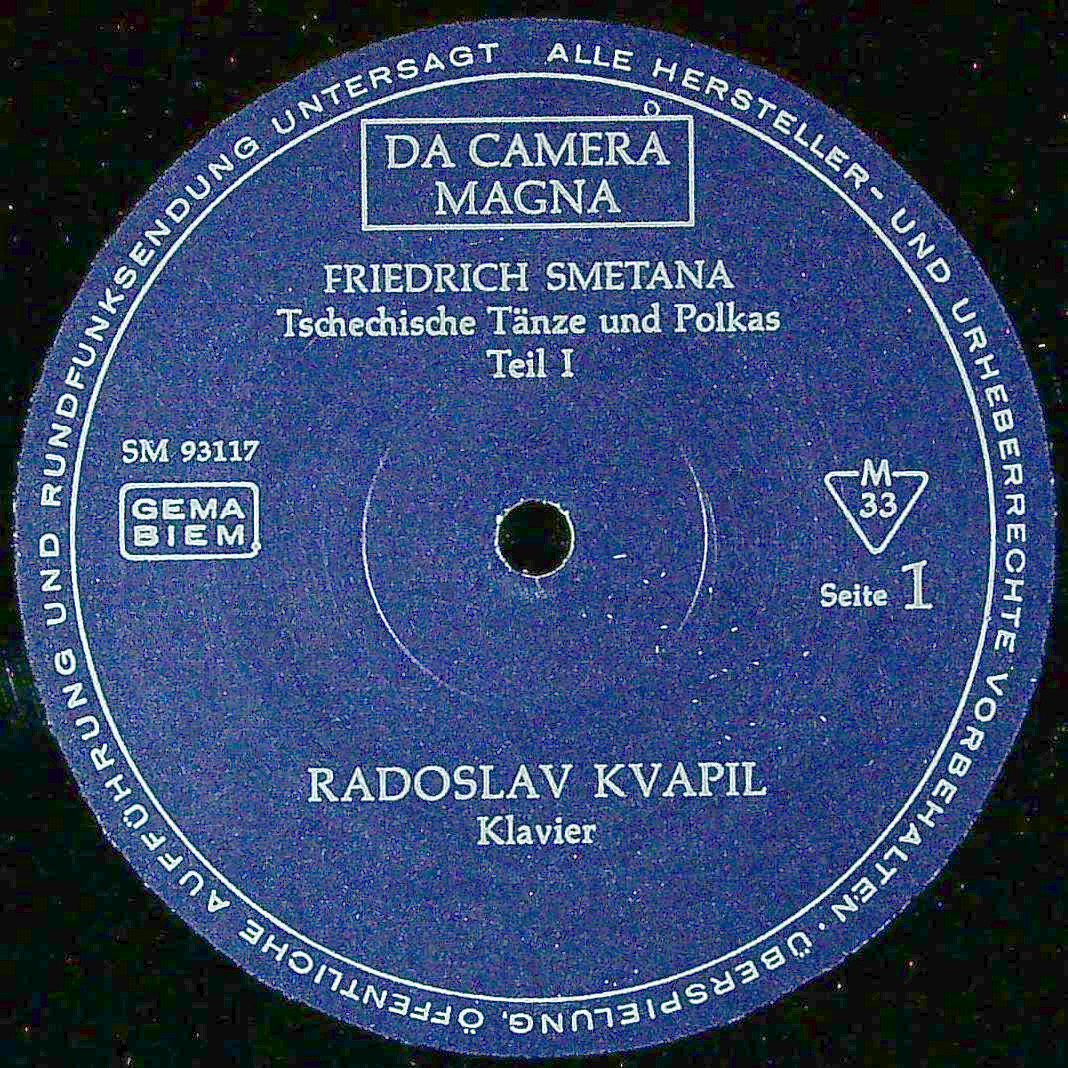 ALLE HERSTELLER- UND URHEBERRECHTE VORBEHALTEN · ÜBERSPIELUNG, ÖFFENTLICHE AUFFÜHRUNG UND RUNDFUNKSENDUNG UNTERSAGT
DA CAMERA
MAGNA
FRIEDRICH SMETANA
Tschechische Tänze und Polkas
Teil I
SM 93117
GEMA
BIEM
M
33
Seite 1
RADOSLAV KVAPIL
Klavier